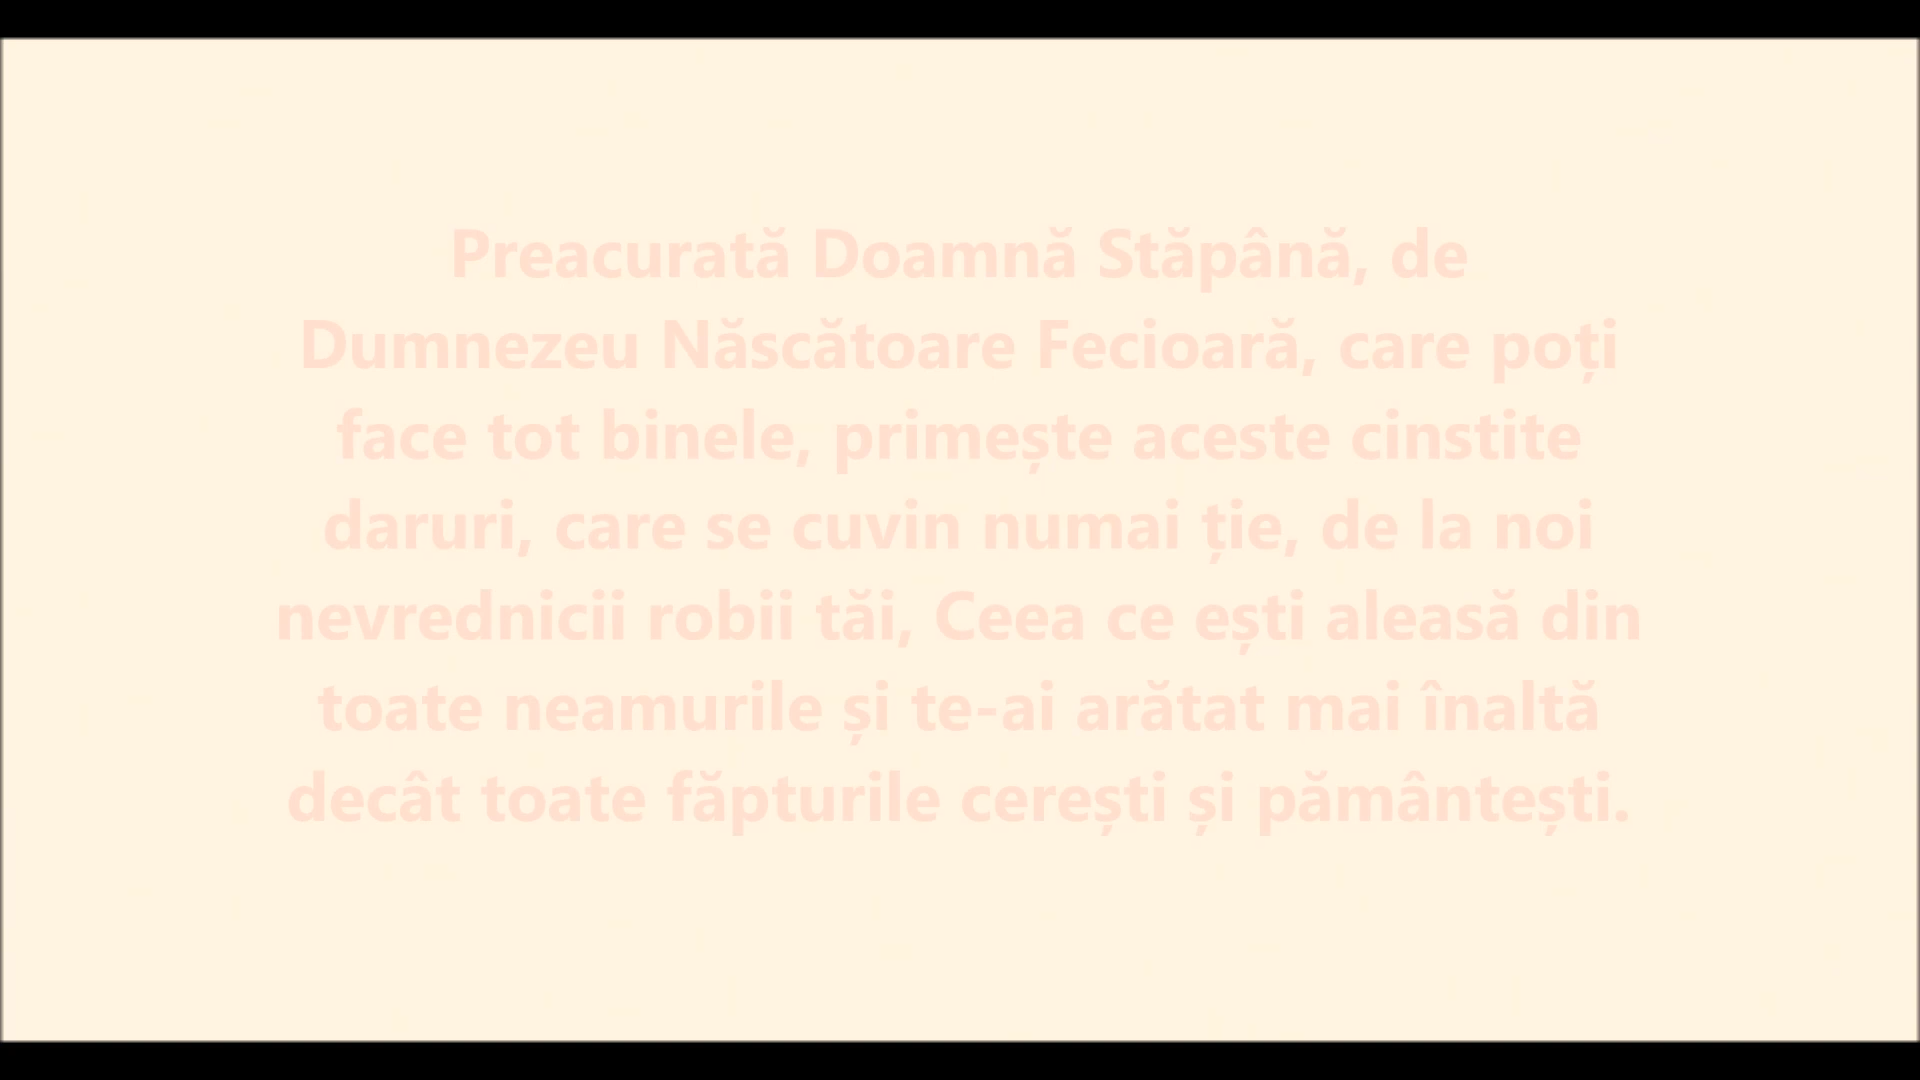 Preacurată Doamnă Stăpână, de
Dumnezeu Născătoare Fecioară, care poți
face tot binele, primește aceste cinstite
daruri, care se cuvin numai ție, de la noi
nevrednicii robii tăi, Ceea ce ești aleasă din
toate neamurile și te-ai arătat mai înaltă
decât toate făpturile cerești și pământești.